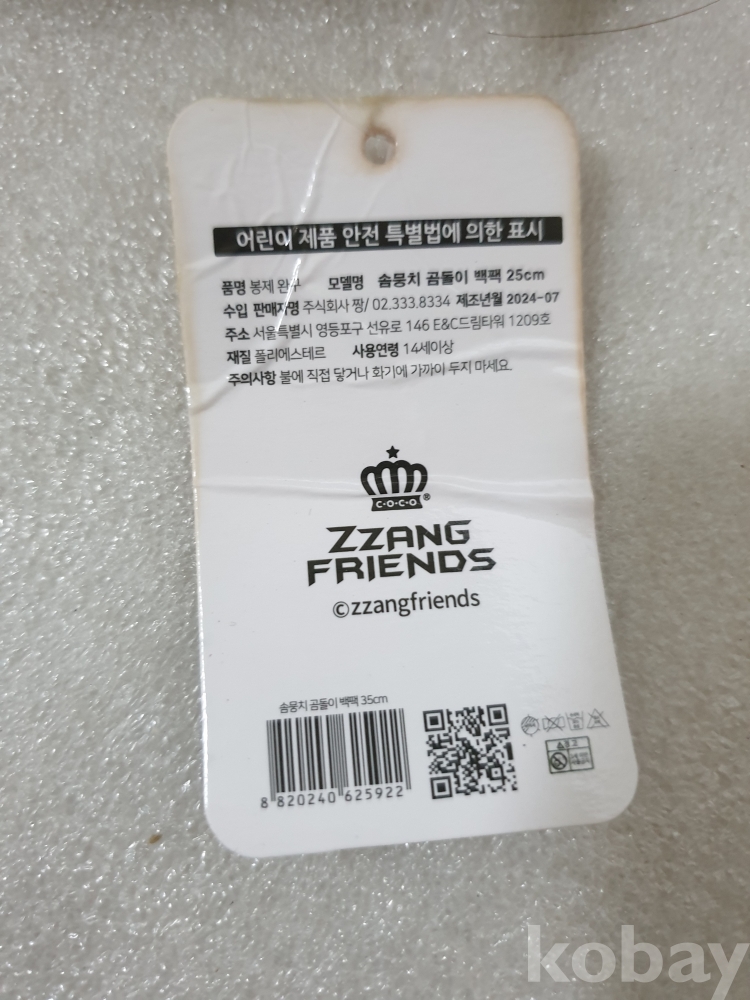 어린이 제품 안전 특별법에 의한 표시
품명 봉제 완구 모델명 솜뭉치 곰돌이 백팩 25cm
수입 판매자명 주식회사 짱/ 02.333.8334 제조년월 2024-07
주소 서울특별시 영등포구 선유로 146 E&C드림타워 1209호
재질 폴리에스테르 사용연령 14세이상
주의사항 불에 직접 닿거나 화기에 가까이 두지 마세요.
C·O·C·O ®
ZZANG
FRIENDS
©zzangfriends
솜뭉치 곰돌이 백팩 35cm
8 820240 625922
kobay